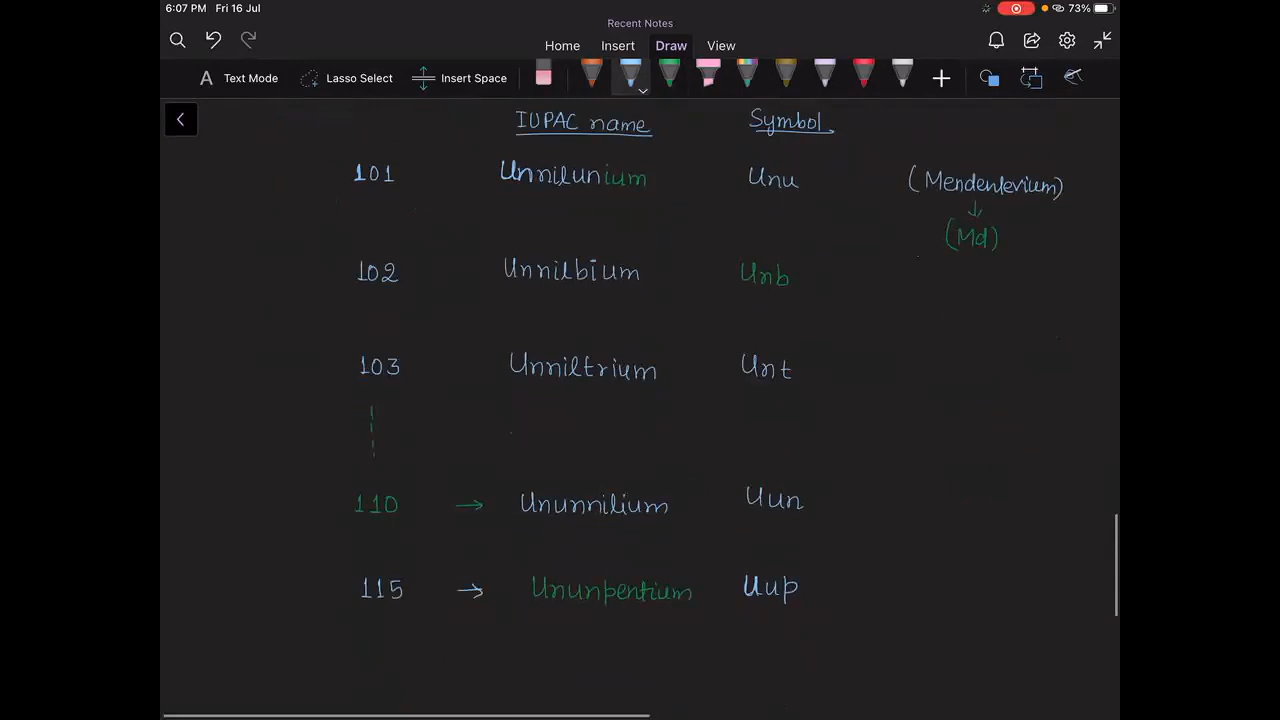 6:07 PM Fri 16 Jul 73%
Recent Notes
Home Insert Draw View
A Text Mode Lasso Select Insert Space
IUPAC name Symbol
101 Unnilunium Unu (Mendenlevium)
(Md)
102 Unnilbium Unb
103 Unniltrium Unt
110 → Ununnilium Uun
115 → Ununpentium Uup